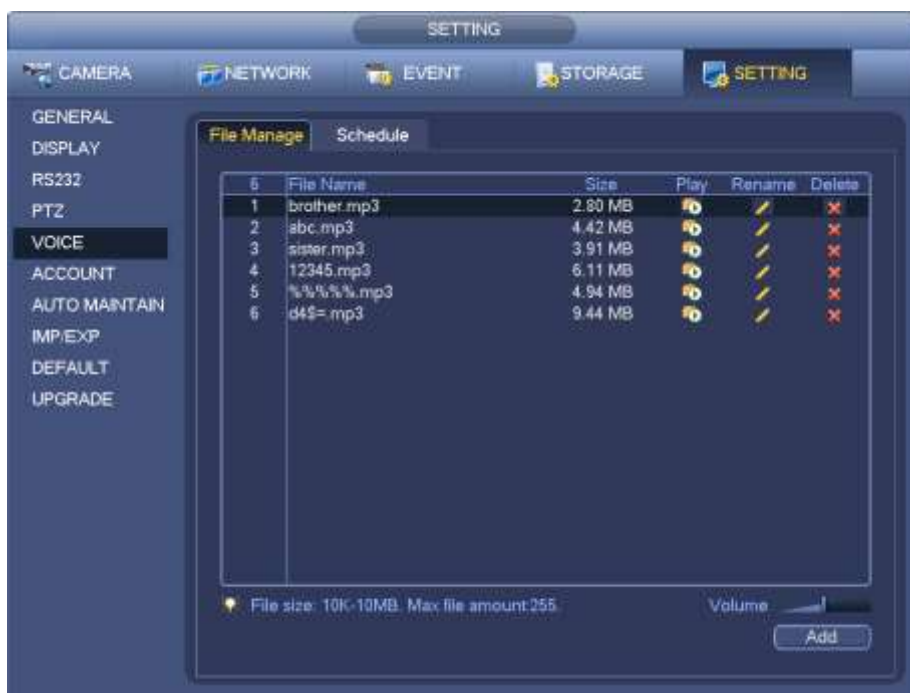 SETTING
CAMERA NETWORK EVENT STORAGE SETTING
GENERAL
DISPLAY
RS232
PTZ
VOICE
ACCOUNT
AUTO MAINTAIN
IMP/EXP
DEFAULT
UPGRADE
File Manage Schedule
6 File Name Size Play Rename Delete
1 brother.mp3 2.80 MB
2 abc.mp3 4.42 MB
3 sister.mp3 3.91 MB
4 12345.mp3 6.11 MB
5 %%%%%.mp3 4.94 MB
6 d4$=.mp3 9.44 MB
File size: 10K-10MB. Max file amount:255. Volume
Add